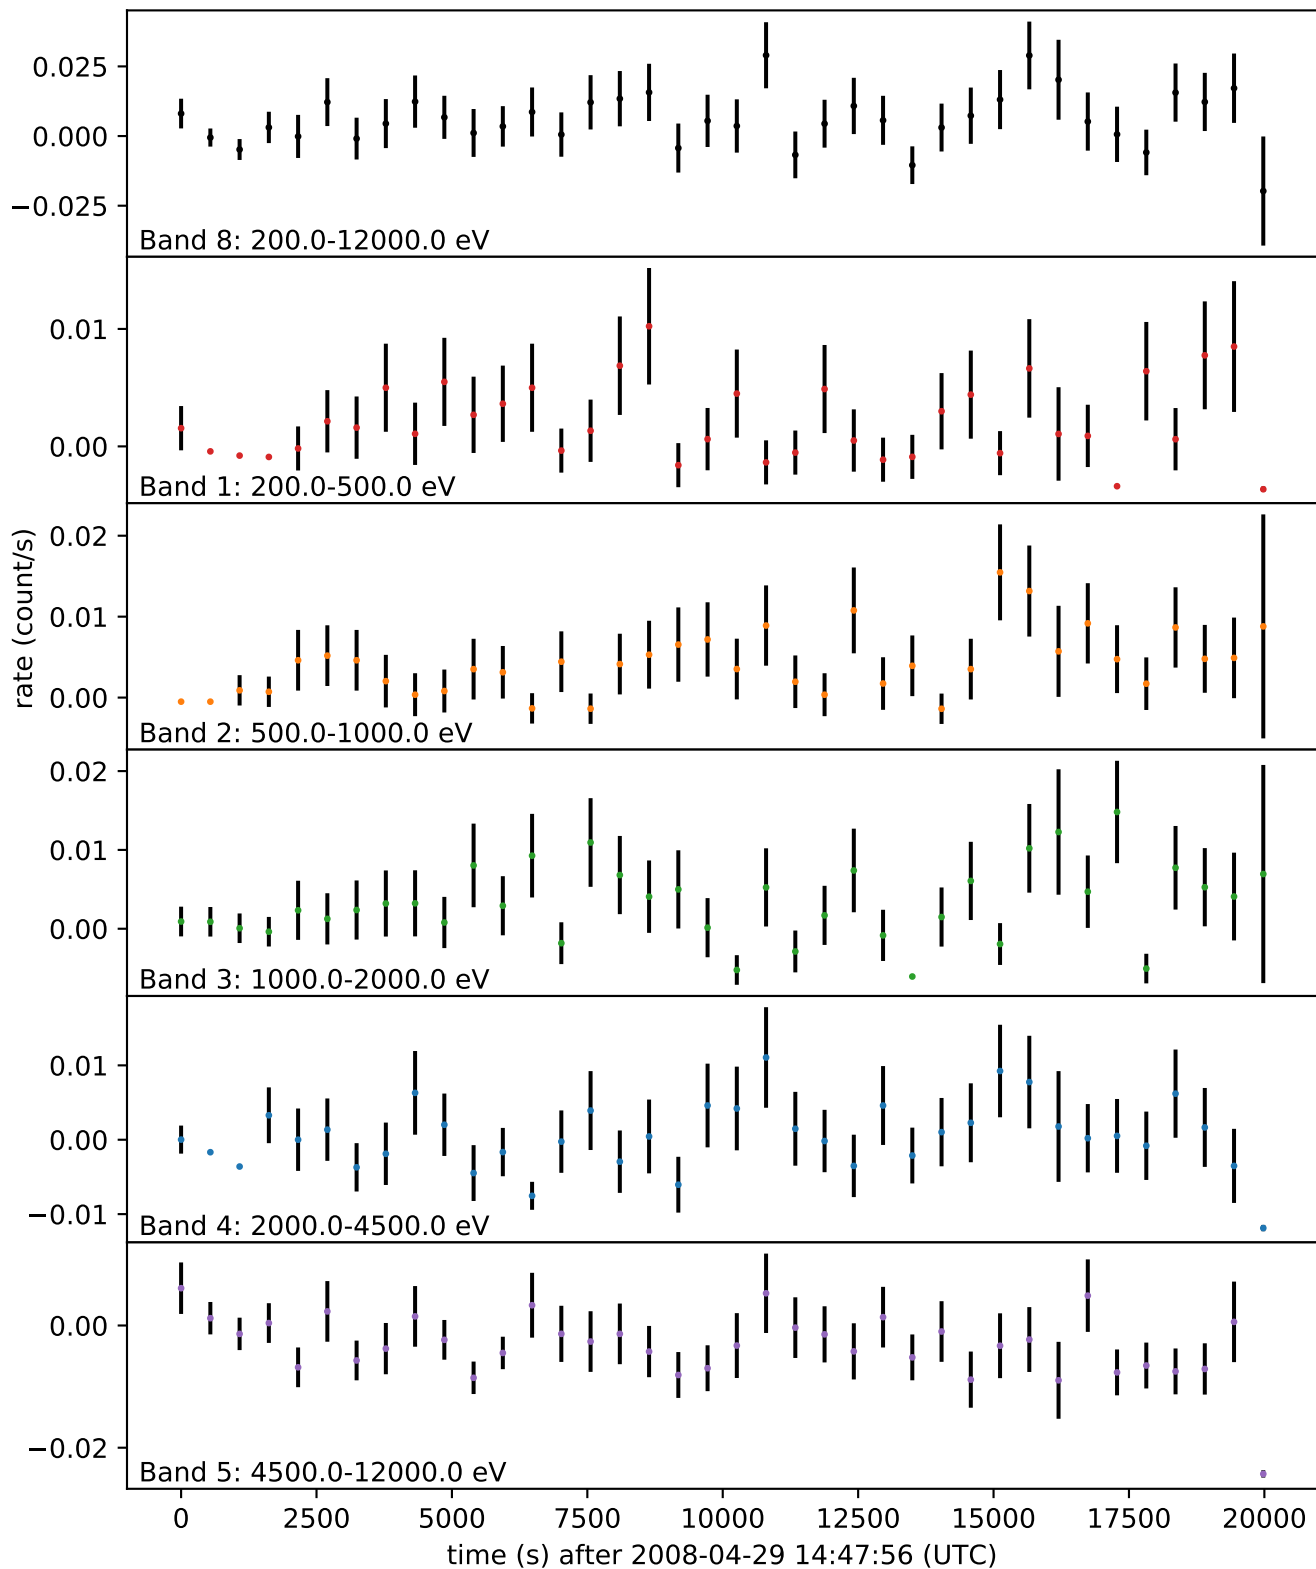 0.025
0.000
−0.025
Band 8: 200.0-12000.0 eV
0.01
0.00
Band 1: 200.0-500.0 eV
0.02
0.01
0.00
Band 2: 500.0-1000.0 eV
rate (count/s)
0.02
0.01
0.00
Band 3: 1000.0-2000.0 eV
0.01
0.00
−0.01
Band 4: 2000.0-4500.0 eV
0.00
−0.02
Band 5: 4500.0-12000.0 eV
0 2500 5000 7500 10000 12500 15000 17500 20000
time (s) after 2008-04-29 14:47:56 (UTC)